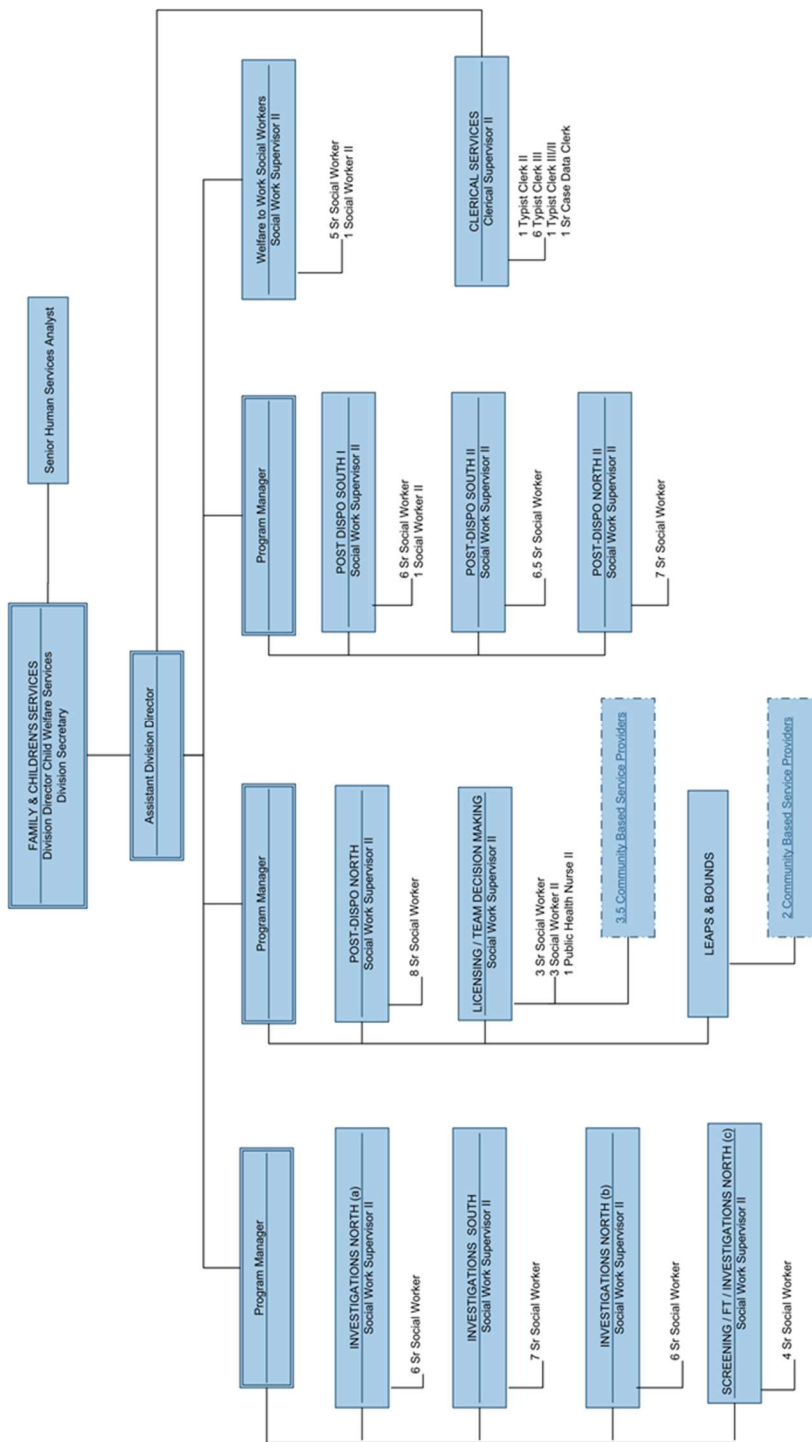 FAMILY & CHILDREN'S SERVICES
Division Director Child Welfare Services
Division Secretary
Senior Human Services Analyst
Assistant Division Director
Program Manager
INVESTIGATIONS NORTH (a)
Social Work Supervisor II
6 Sr Social Worker
INVESTIGATIONS SOUTH
Social Work Supervisor II
7 Sr Social Worker
INVESTIGATIONS NORTH (b)
Social Work Supervisor II
6 Sr Social Worker
SCREENING / FT / INVESTIGATIONS NORTH (c)
Social Work Supervisor II
4 Sr Social Worker
Program Manager
POST-DISPO NORTH
Social Work Supervisor II
8 Sr Social Worker
LICENSING / TEAM DECISION MAKING
Social Work Supervisor II
3 Sr Social Worker
3 Social Worker II
1 Public Health Nurse II
3.5 Community Based Service Providers
LEAPS & BOUNDS
2 Community Based Service Providers
Program Manager
POST DISPO SOUTH I
Social Work Supervisor II
6 Sr Social Worker
1 Social Worker II
POST-DISPO SOUTH II
Social Work Supervisor II
6.5 Sr Social Worker
POST-DISPO NORTH II
Social Work Supervisor II
7 Sr Social Worker
Welfare to Work Social Workers
Social Work Supervisor II
5 Sr Social Worker
1 Social Worker II
CLERICAL SERVICES
Clerical Supervisor II
1 Typist Clerk II
6 Typist Clerk III
1 Typist Clerk III/II
1 Sr Case Data Clerk